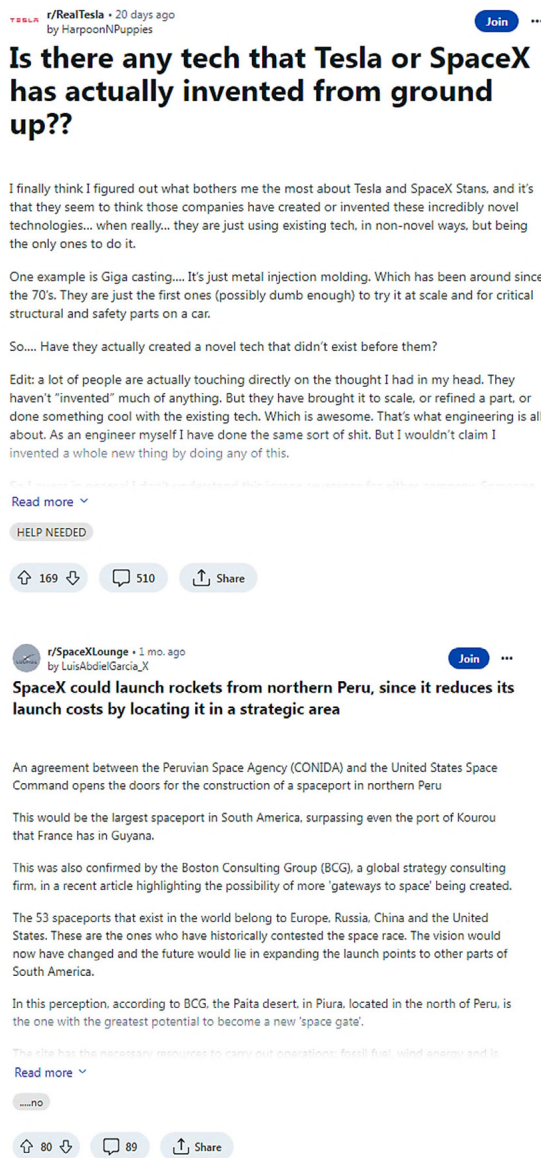 TESLA r/RealTesla • 20 days ago
by HarpoonNPuppies
Join
Is there any tech that Tesla or SpaceX
has actually invented from ground
up??
I finally think I figured out what bothers me the most about Tesla and SpaceX Stans, and it's
that they seem to think those companies have created or invented these incredibly novel
technologies... when really... they are just using existing tech, in non-novel ways, but being
the only ones to do it.
One example is Giga casting.... It's just metal injection molding. Which has been around since
the 70's. They are just the first ones (possibly dumb enough) to try it at scale and for critical
structural and safety parts on a car.
So.... Have they actually created a novel tech that didn't exist before them?
Edit: a lot of people are actually touching directly on the thought I had in my head. They
haven't "invented" much of anything. But they have brought it to scale, or refined a part, or
done something cool with the existing tech. Which is awesome. That's what engineering is all
about. As an engineer myself I have done the same sort of shit. But I wouldn't claim I
invented a whole new thing by doing any of this.
Read more
HELP NEEDED
169
510
Share
r/SpaceXLounge • 1 mo. ago
by LuisAbdielGarcia_X
Join
SpaceX could launch rockets from northern Peru, since it reduces its
launch costs by locating it in a strategic area
An agreement between the Peruvian Space Agency (CONIDA) and the United States Space
Command opens the doors for the construction of a spaceport in northern Peru
This would be the largest spaceport in South America, surpassing even the port of Kourou
that France has in Guyana.
This was also confirmed by the Boston Consulting Group (BCG), a global strategy consulting
firm, in a recent article highlighting the possibility of more 'gateways to space' being created.
The 53 spaceports that exist in the world belong to Europe, Russia, China and the United
States. These are the ones who have historically contested the space race. The vision would
now have changed and the future would lie in expanding the launch points to other parts of
South America.
In this perception, according to BCG, the Paita desert, in Piura, located in the north of Peru, is
the one with the greatest potential to become a new 'space gate'.
The site has the necessary resources to carry out operations: fossil fuel, wind energy and is
Read more
.....no
80
89
Share